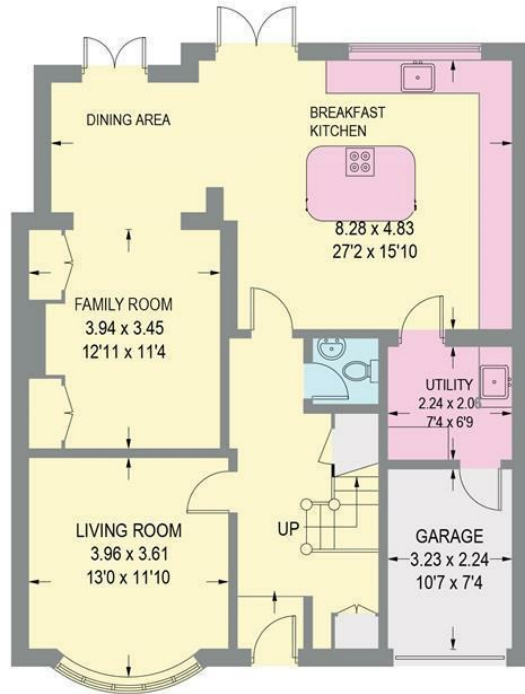 DINING AREA
BREAKFAST
KITCHEN
8.28 x 4.83
27'2 x 15'10
FAMILY ROOM
3.94 x 3.45
12'11 x 11'4
UTILITY
2.24 x 2.06
7'4 x 6'9
LIVING ROOM
3.96 x 3.61
13'0 x 11'10
UP
GARAGE
3.23 x 2.24
10'7 x 7'4